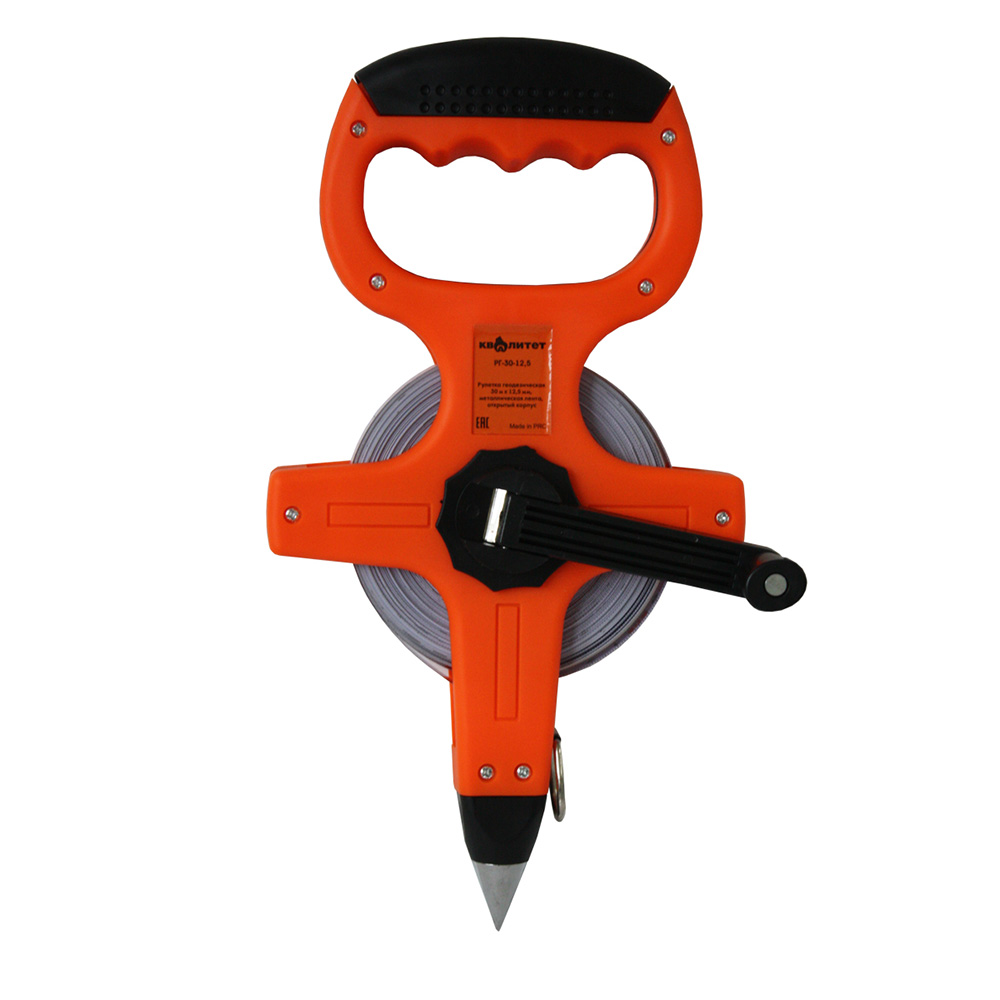 квалитет
РГ-30-12,5
Рулетка геодезическая
30 м х 12,5 мм,
металлическая лента,
открытый корпус
EAC Made in PRC